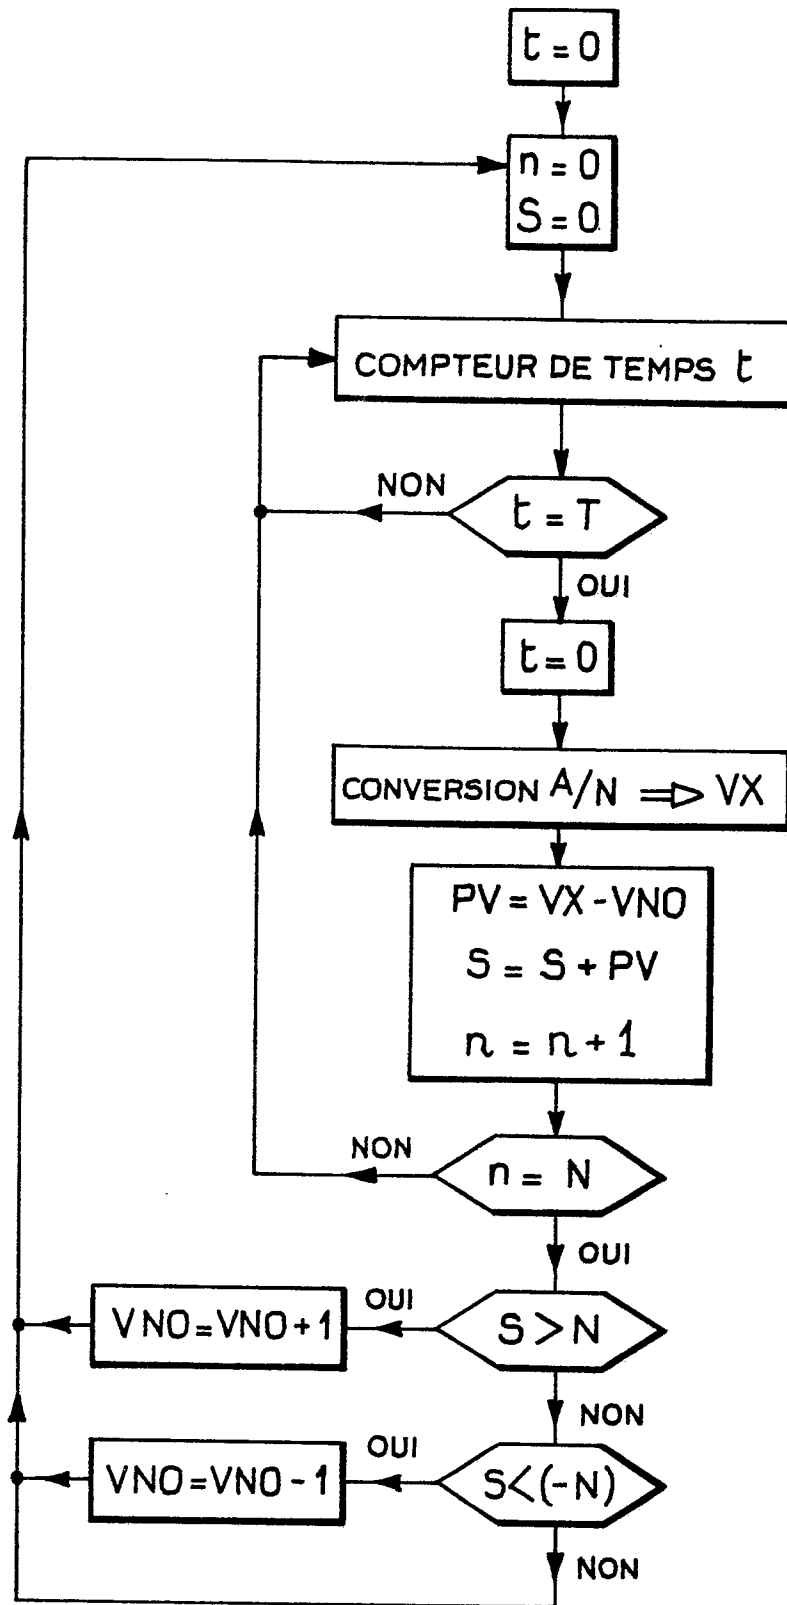 t = 0
n = 0
S = 0
COMPTEUR DE TEMPS t
NON
t = T
OUI
t = 0
CONVERSION A/N ⇒ VX
PV = VX - VNO
S = S + PV
n = n + 1
NON
n = N
OUI
VNO = VNO + 1
OUI
S > N
NON
VNO = VNO - 1
OUI
S < (-N)
NON